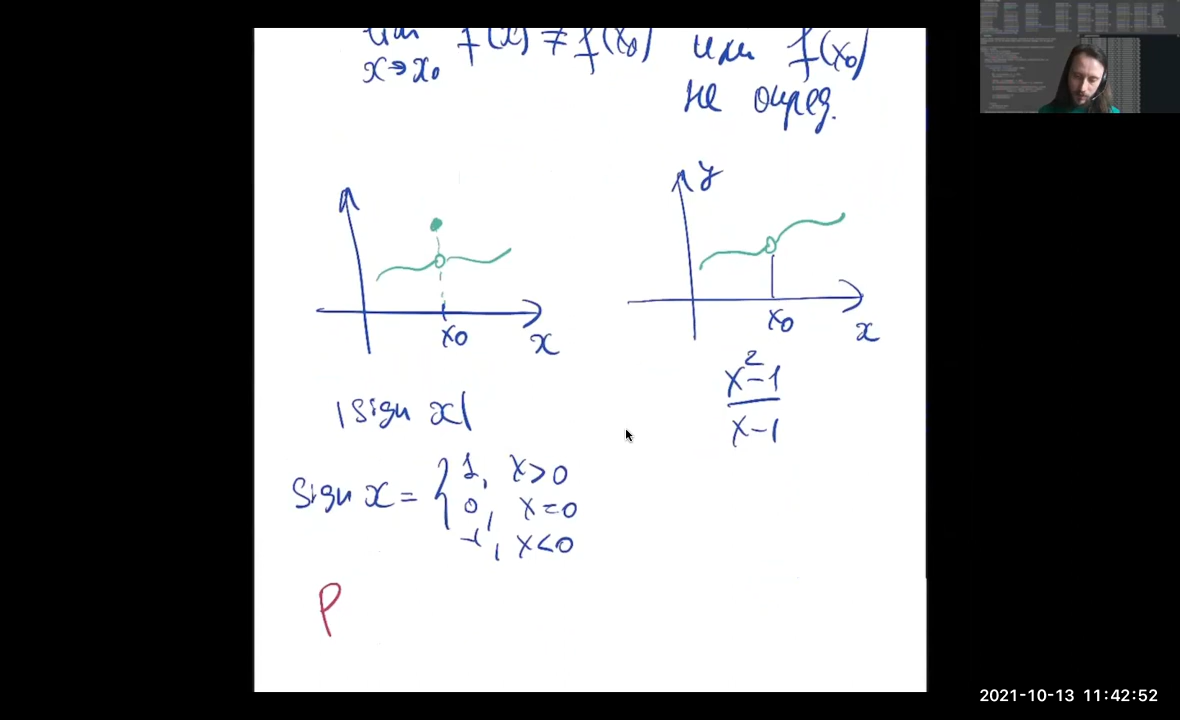 lim f(x) ≠ f(x₀) или f(x₀)
x→x₀
не опред.
y
x₀
x
x₀
x
|sign x|
x²-1
x-1
sign x = { 1, x>0
0, x=0
-1, x<0
Р
2021-10-13 11:42:52